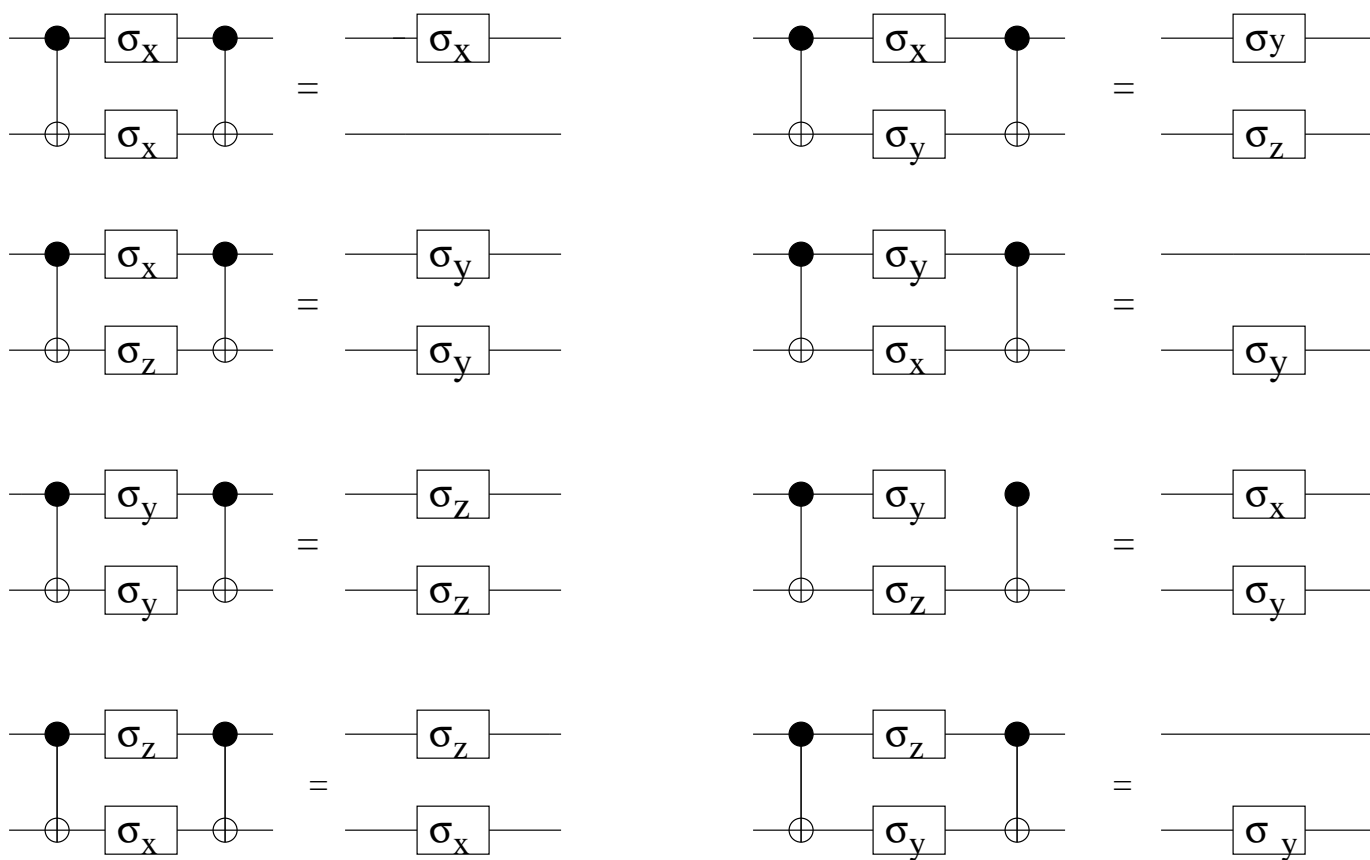 σx = σx σx = σy
σx σy σz
σx = σy σy =
σz σy σx σy
σy = σz σy = σx
σy σz σz σy
σz = σz σz =
σx σx σy σy